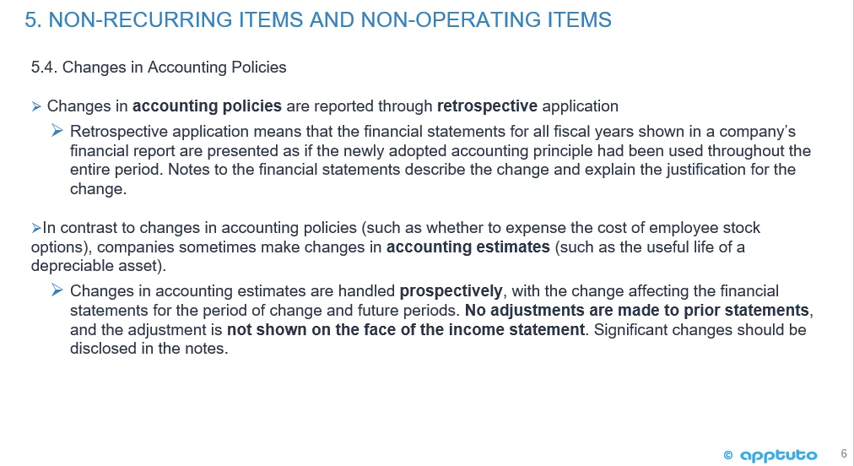 5. NON-RECURRING ITEMS AND NON-OPERATING ITEMS
5.4. Changes in Accounting Policies
➢ Changes in accounting policies are reported through retrospective application
➢ Retrospective application means that the financial statements for all fiscal years shown in a company's
financial report are presented as if the newly adopted accounting principle had been used throughout the
entire period. Notes to the financial statements describe the change and explain the justification for the
change.
➢In contrast to changes in accounting policies (such as whether to expense the cost of employee stock
options), companies sometimes make changes in accounting estimates (such as the useful life of a
depreciable asset).
➢ Changes in accounting estimates are handled prospectively, with the change affecting the financial
statements for the period of change and future periods. No adjustments are made to prior statements,
and the adjustment is not shown on the face of the income statement. Significant changes should be
disclosed in the notes.
© apptuto 6